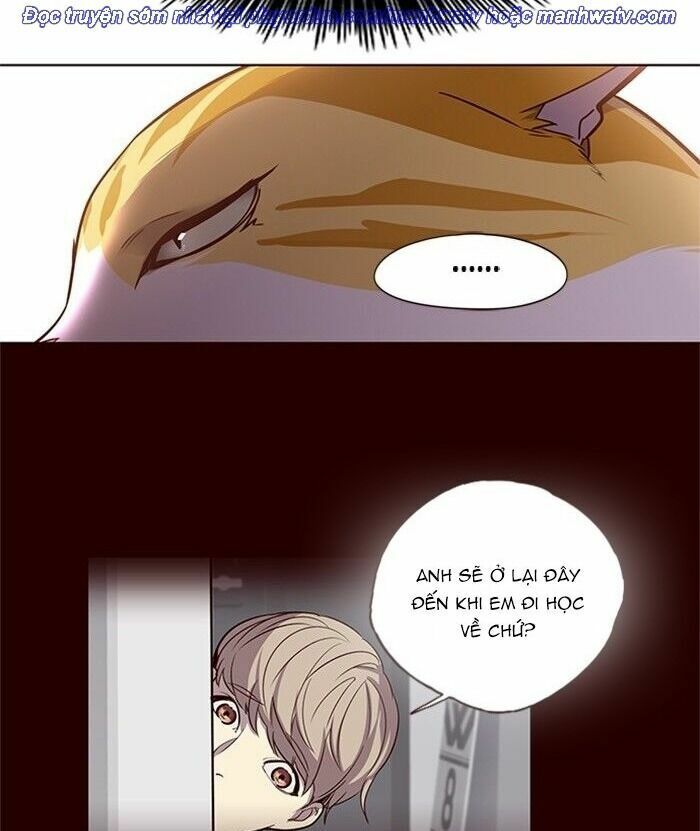 Đọc truyện sớm nhất tại
hoặc manhwatv.com
......
ANH SẼ Ở LẠI ĐÂY
ĐẾN KHI EM ĐI HỌC
VỀ CHỨ?
W
8